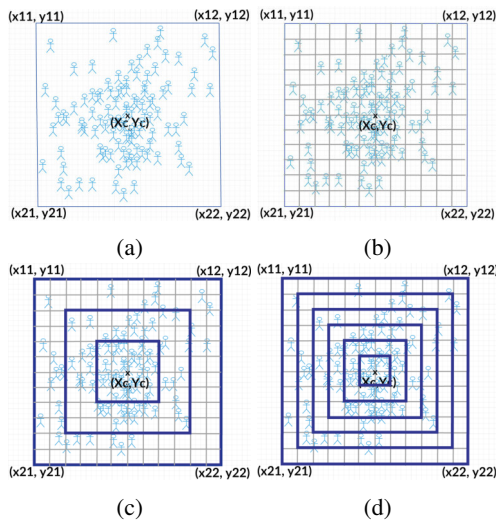 (x11, y11) (x12, y12) (x11, y11) (x12, y12)
(Xc,Yc) (Xc,Yc)
(x21, y21) (x22, y22) (x21, y21) (x22, y22)
(a) (b)
(x11, y11) (x12, y12) (x11, y11) (x12, y12)
(Xc,Yc) Xc,Yc)
(x21, y21) (x22, y22) (x21, y21) (x22, y22)
(c) (d)